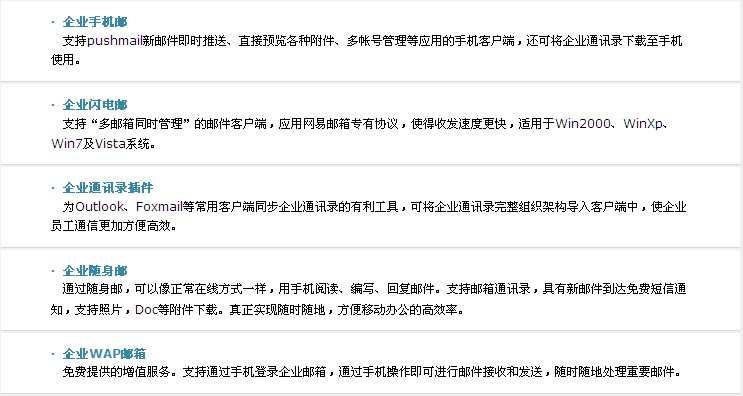 · 企业手机邮
支持pushmail新邮件即时推送、直接预览各种附件、多帐号管理等应用的手机客户端，还可将企业通讯录下载至手机
使用。
· 企业闪电邮
支持“多邮箱同时管理”的邮件客户端，应用网易邮箱专有协议，使得收发速度更快，适用于Win2000、WinXp、
Win7及Vista系统。
· 企业通讯录插件
为Outlook、Foxmail等常用客户端同步企业通讯录的有利工具，可将企业通讯录完整组织架构导入客户端中，使企业
员工通信更加方便高效。
· 企业随身邮
通过随身邮，可以像正常在线方式一样，用手机阅读、编写、回复邮件。支持邮箱通讯录，具有新邮件到达免费短信通
知，支持照片，Doc等附件下载。真正实现随时随地，方便移动办公的高效率。
· 企业WAP邮箱
免费提供的增值服务。支持通过手机登录企业邮箱，通过手机操作即可进行邮件接收和发送，随时随地处理重要邮件。